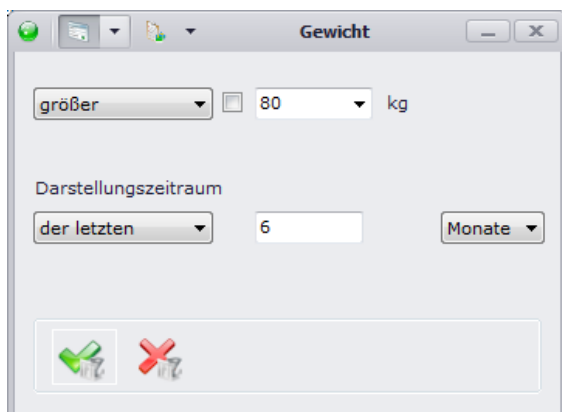 Gewicht
größer 80 kg
Darstellungszeitraum
der letzten 6 Monate